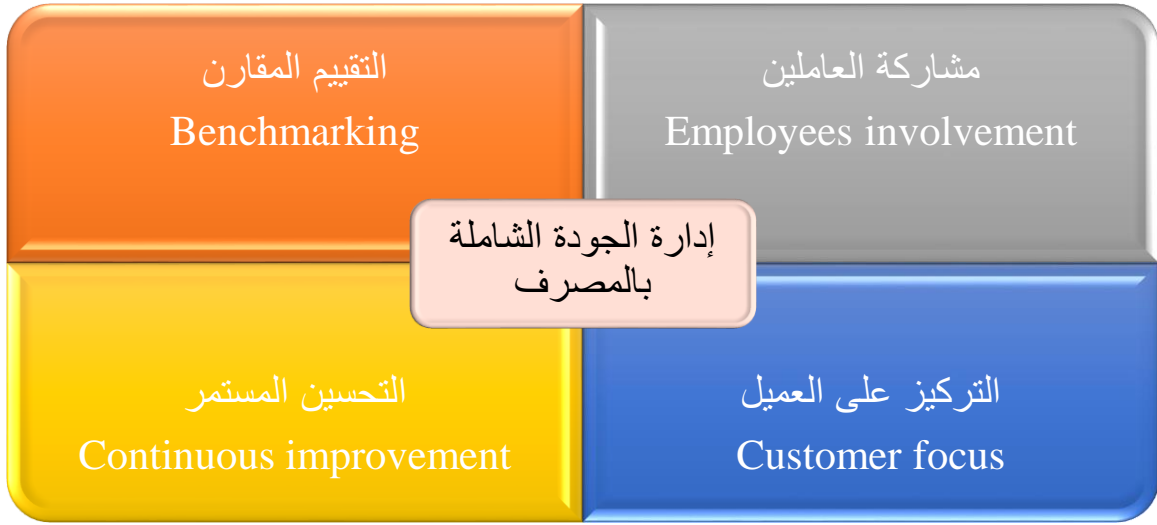 مشاركة العاملين
Employees involvement
التقييم المقارن
Benchmarking
إدارة الجودة الشاملة
بالمصرف
التركيز على العميل
Customer focus
التحسين المستمر
Continuous improvement